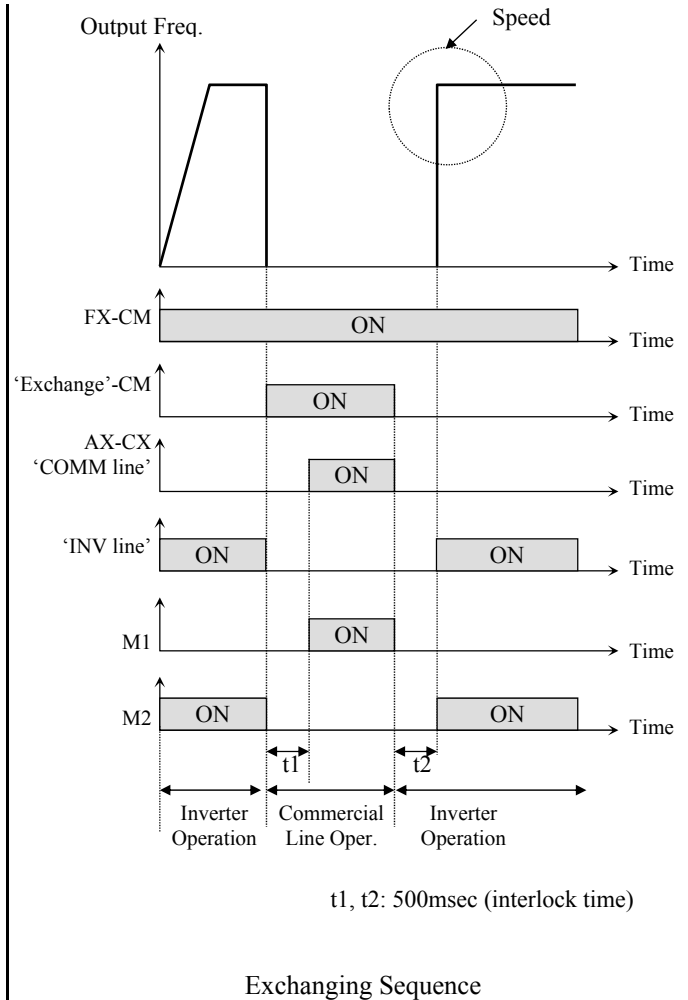 Output Freq.
Speed
Time
FX-CM
ON
Time
‘Exchange’-CM
ON
Time
AX-CX
‘COMM line’
ON
Time
‘INV line’
ON
ON
Time
M1
ON
Time
M2
ON
ON
Time
t1
t2
Inverter
Operation
Commercial
Line Oper.
Inverter
Operation
t1, t2: 500msec (interlock time)
Exchanging Sequence